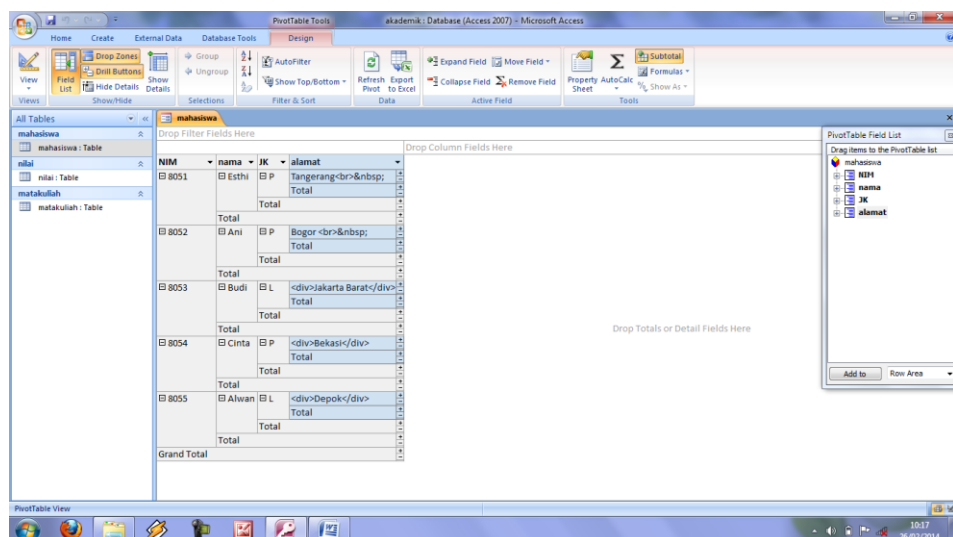 PivotTable Tools
akademik : Database (Access 2007) - Microsoft Access
Home Create External Data Database Tools Design
View
Field List
Drop Zones
Drill Buttons
Hide Details
Show Details
Group
Ungroup
AutoFilter
Show Top/Bottom
Refresh Pivot
Export to Excel
Expand Field
Collapse Field
Move Field
Remove Field
Property Sheet
AutoCalc
Subtotal
Formulas
Show As
Views Show/Hide Selections Filter & Sort Data Active Field Tools
All Tables
mahasiswa
mahasiswa : Table
nilai
nilai : Table
matakuliah
matakuliah : Table
mahasiswa
Drop Filter Fields Here
Drop Column Fields Here
NIM nama JK alamat
8051 Esthi P Tangerang<br>&nbsp;
Total
Total
Total
8052 Ani P Bogor <br>&nbsp;
Total
Total
Total
8053 Budi L <div>Jakarta Barat</div>
Total
Total
Total
8054 Cinta P <div>Bekasi</div>
Total
Total
Total
8055 Alwan L <div>Depok</div>
Total
Total
Total
Grand Total
Drop Totals or Detail Fields Here
PivotTable Field List
Drag items to the PivotTable list
mahasiswa
NIM
nama
JK
alamat
Add to Row Area
PivotTable View
10:17
26/02/2014